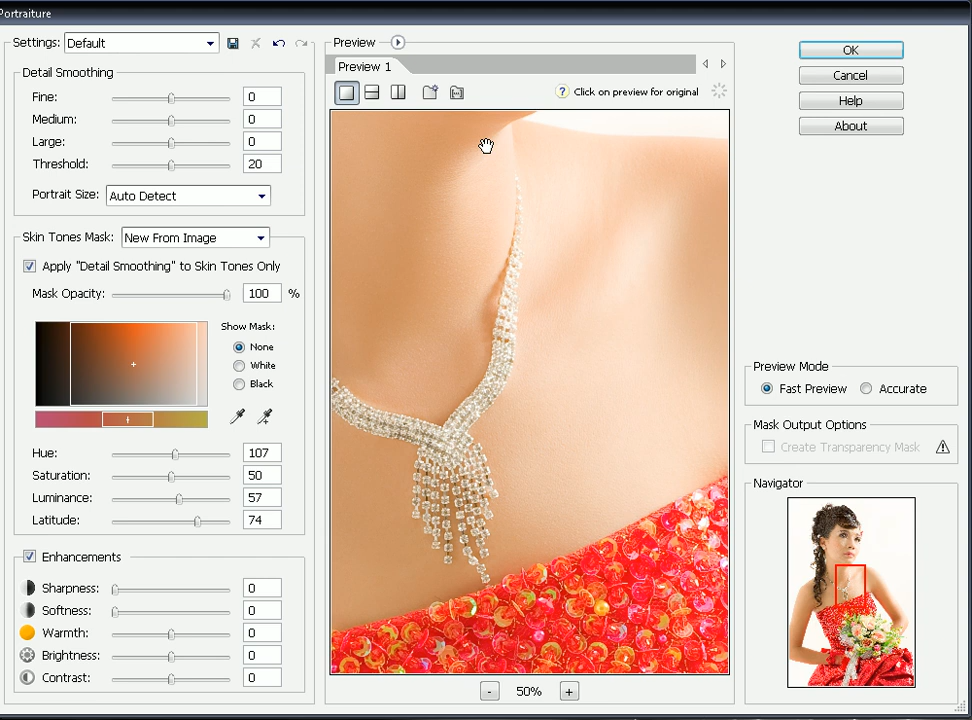 Portraiture
Settings: Default
Detail Smoothing
Fine: 0
Medium: 0
Large: 0
Threshold: 20
Portrait Size: Auto Detect
Skin Tones Mask: New From Image
Apply "Detail Smoothing" to Skin Tones Only
Mask Opacity: 100 %
Show Mask:
None
White
Black
Hue: 107
Saturation: 50
Luminance: 57
Latitude: 74
Enhancements
Sharpness: 0
Softness: 0
Warmth: 0
Brightness: 0
Contrast: 0
Preview
Preview 1
? Click on preview for original
- 50% +
OK
Cancel
Help
About
Preview Mode
Fast Preview Accurate
Mask Output Options
Create Transparency Mask
Navigator